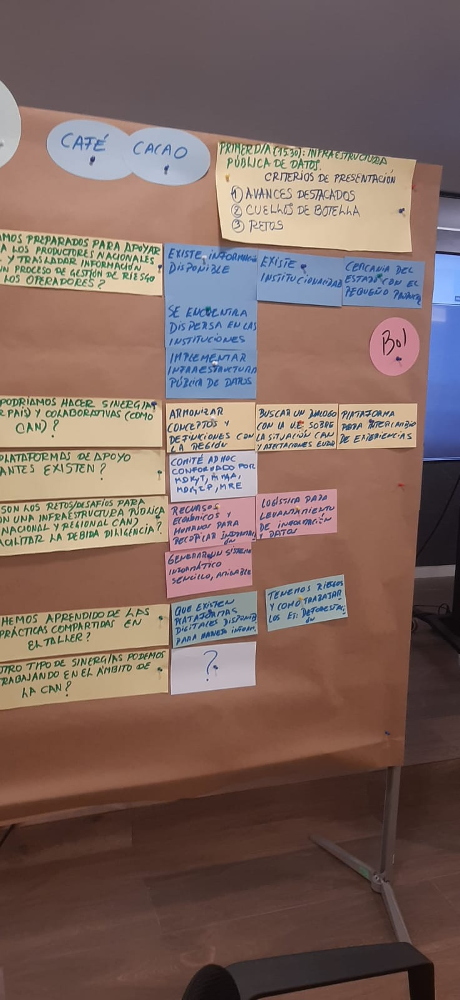 CAFÉ
CACAO
PRIMER DIA (15.30): INFRAESTRUCTURA
PÚBLICA DE DATOS.
CRITERIOS DE PRESENTACIÓN
① AVANCES DESTACADOS
② CUELLOS DE BOTELLA
③ RETOS
AMOS PREPARADOS PARA APOYAR
A LOS PRODUCTORES NACIONALES
Y TRASLADAR INFORMACIÓN
UN PROCESO DE GESTIÓN DE RIESGO
LOS OPERADORES?
EXISTE INFORMACIÓN
DISPONIBLE
SE ENCUENTRA
DISPERSA EN LAS
INSTITUCIONES
IMPLEMENTAR
INFRAESTRUCTURA
PÚBLICA DE DATOS
EXISTE
INSTITUCIONALIDAD
CERCANIA DEL
ESTADO CON EL
PEQUEÑO PRODUCTOR
Bol
PODRÍAMOS HACER SINERGIAS
R PAÍS) Y COLABORATIVAS (COMO
CAN)?
ARMONIZAR
CONCEPTOS Y
DEFINICIONES CON
LA REGIÓN
BUSCAR UN DIALOGO
CON LA U.E. SOBRE
LA SITUACIÓN CAN
Y AFECTACIONES EUDR
PLATAFORMA
PARA INTERCAMBIO
DE EXPERIENCIAS
PLATAFORMAS DE APOYO
ANTES EXISTEN?
COMITÉ AD HOC
CONFORMADO POR
MDRyT, MMAA,
MRE
SON LOS RETOS/DESAFÍOS PARA
ON UNA INFRAESTRUCTURA PÚBLICA
NACIONAL Y REGIONAL CAN)
ACILITAR LA DEBIDA DILIGENCIA?
RECURSOS
ECONÓMICOS Y
HUMANOS PARA
RECOPILAR INFORMACIÓN
LOGÍSTICA PARA
LEVANTAMIENTO
DE INFORMACIÓN
Y DATOS
GENERAR UN SISTEMA
INFORMÁTICO
SENCILLO, AMIGABLE
HEMOS APRENDIDO DE LAS
PRÁCTICAS COMPARTIDAS EN
EL TALLER?
QUE EXISTEN
PLATAFORMAS
DIGITALES DISPONIB.
PARA MANEJO INFORM.
TENEMOS RIESGOS
Y COMO TRABAJAR
LOS EJ: DEFORESTACIÓN
OTRO TIPO DE SINERGÍAS PODEMOS
TRABAJANDO EN EL ÁMBITO DE
LA CAN?
?